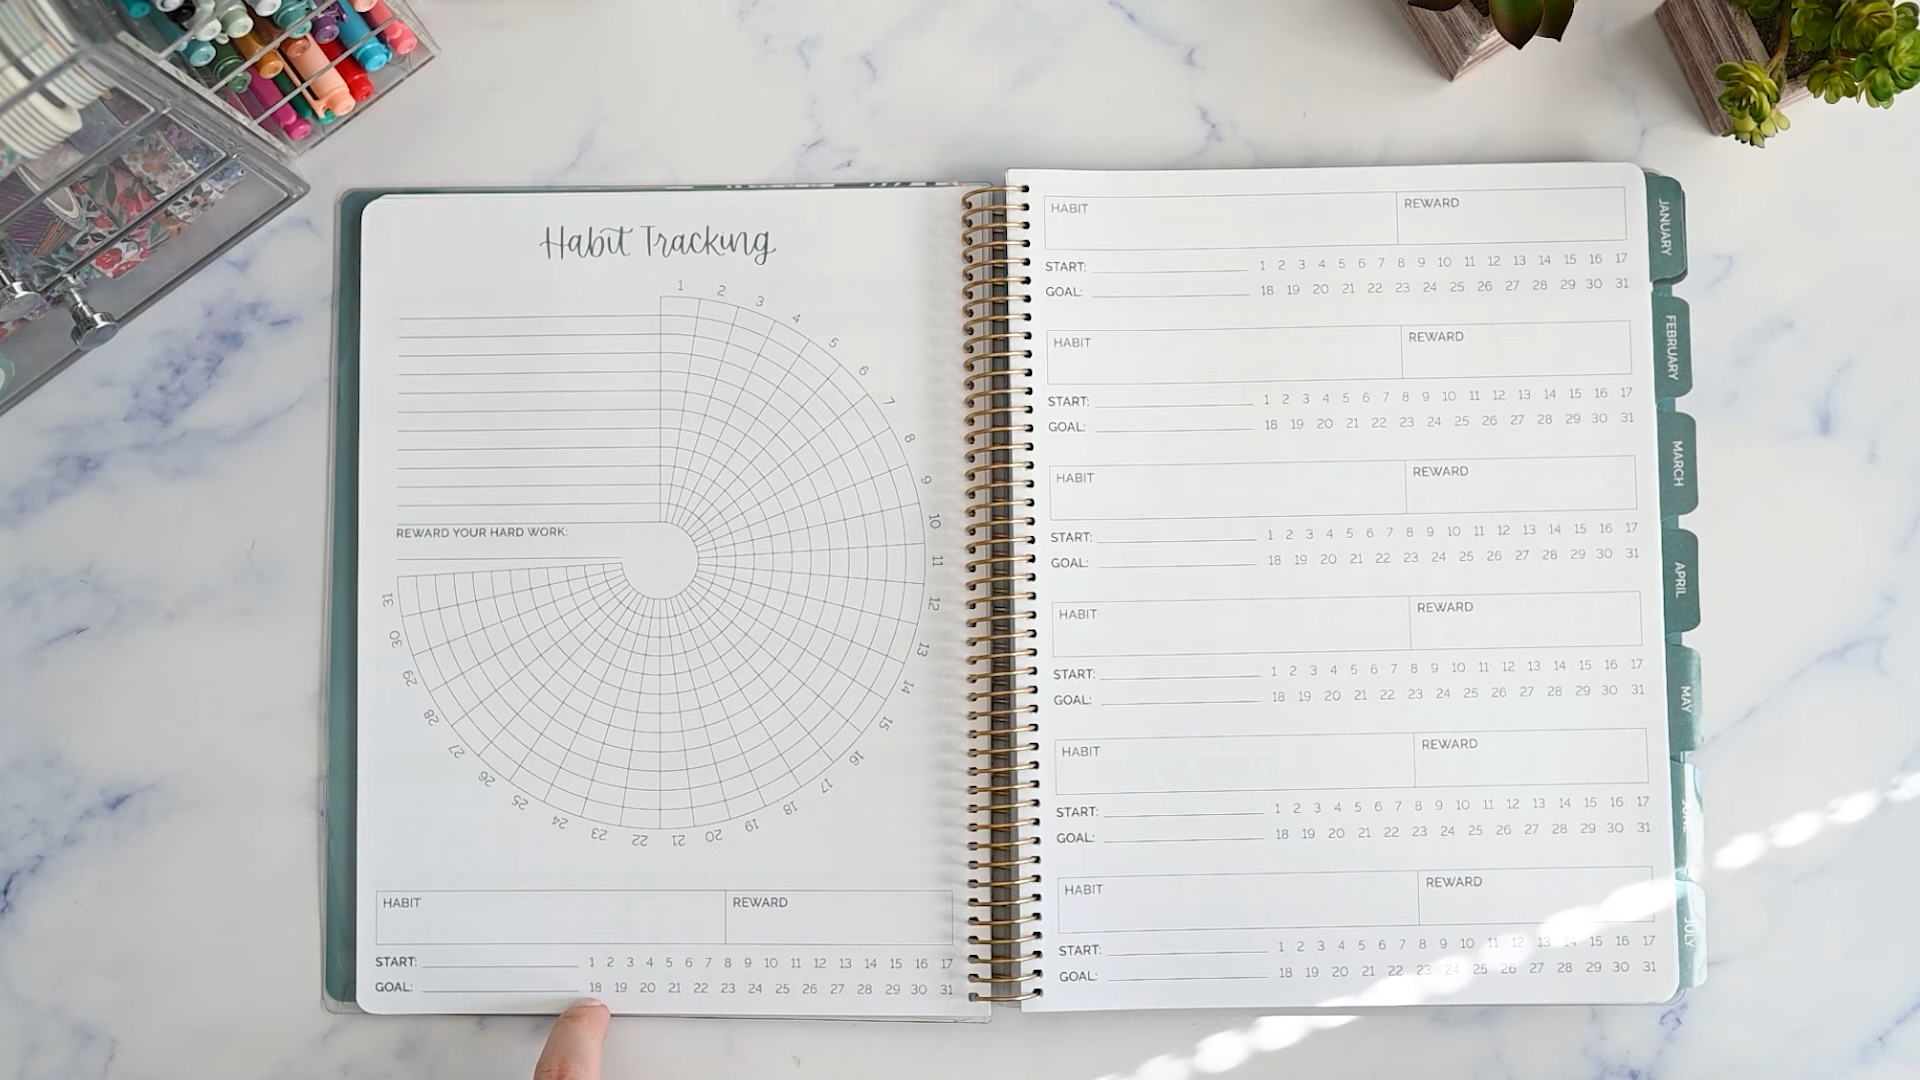 Habit Tracking
1 2 3 4 5 6 7 8 9 10 11 12 13 14 15 16 17 18 19 20 21 22 23 24 25 26 27 28 29 30 31
REWARD YOUR HARD WORK:
HABIT REWARD
START: 1 2 3 4 5 6 7 8 9 10 11 12 13 14 15 16 17
GOAL: 18 19 20 21 22 23 24 25 26 27 28 29 30 31
HABIT REWARD
START: 1 2 3 4 5 6 7 8 9 10 11 12 13 14 15 16 17
GOAL: 18 19 20 21 22 23 24 25 26 27 28 29 30 31
HABIT REWARD
START: 1 2 3 4 5 6 7 8 9 10 11 12 13 14 15 16 17
GOAL: 18 19 20 21 22 23 24 25 26 27 28 29 30 31
HABIT REWARD
START: 1 2 3 4 5 6 7 8 9 10 11 12 13 14 15 16 17
GOAL: 18 19 20 21 22 23 24 25 26 27 28 29 30 31
HABIT REWARD
START: 1 2 3 4 5 6 7 8 9 10 11 12 13 14 15 16 17
GOAL: 18 19 20 21 22 23 24 25 26 27 28 29 30 31
HABIT REWARD
START: 1 2 3 4 5 6 7 8 9 10 11 12 13 14 15 16 17
GOAL: 18 19 20 21 22 23 24 25 26 27 28 29 30 31
HABIT REWARD
START: 1 2 3 4 5 6 7 8 9 10 11 12 13 14 15 16 17
GOAL: 18 19 20 21 22 23 24 25 26 27 28 29 30 31
JANUARY
FEBRUARY
MARCH
APRIL
MAY
JUNE
JULY